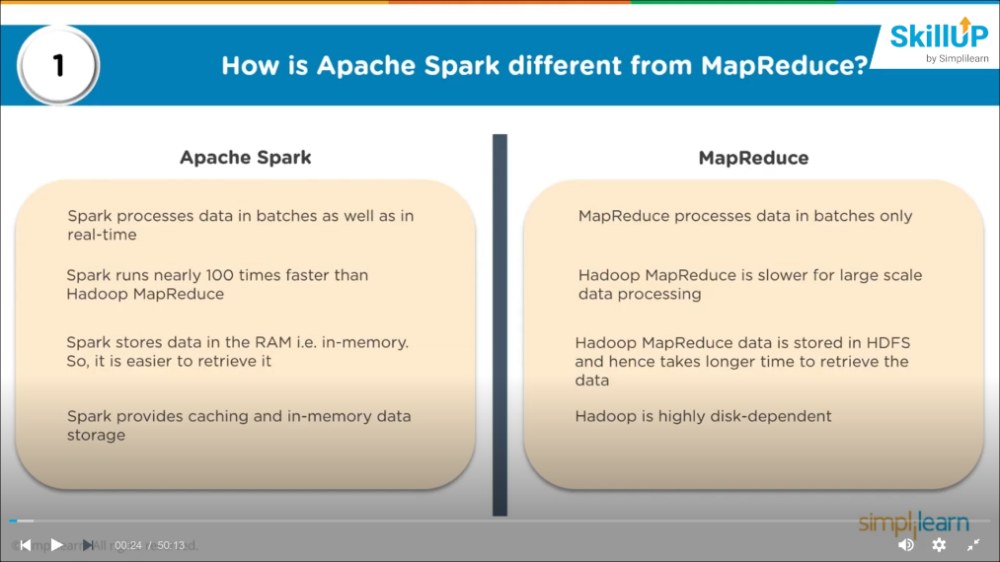 SkillUP
by Simplilearn
1
How is Apache Spark different from MapReduce?
Apache Spark
Spark processes data in batches as well as in
real-time
Spark runs nearly 100 times faster than
Hadoop MapReduce
Spark stores data in the RAM i.e. in-memory.
So, it is easier to retrieve it
Spark provides caching and in-memory data
storage
MapReduce
MapReduce processes data in batches only
Hadoop MapReduce is slower for large scale
data processing
Hadoop MapReduce data is stored in HDFS
and hence takes longer time to retrieve the
data
Hadoop is highly disk-dependent
simplilearn
00:24 / 50:13